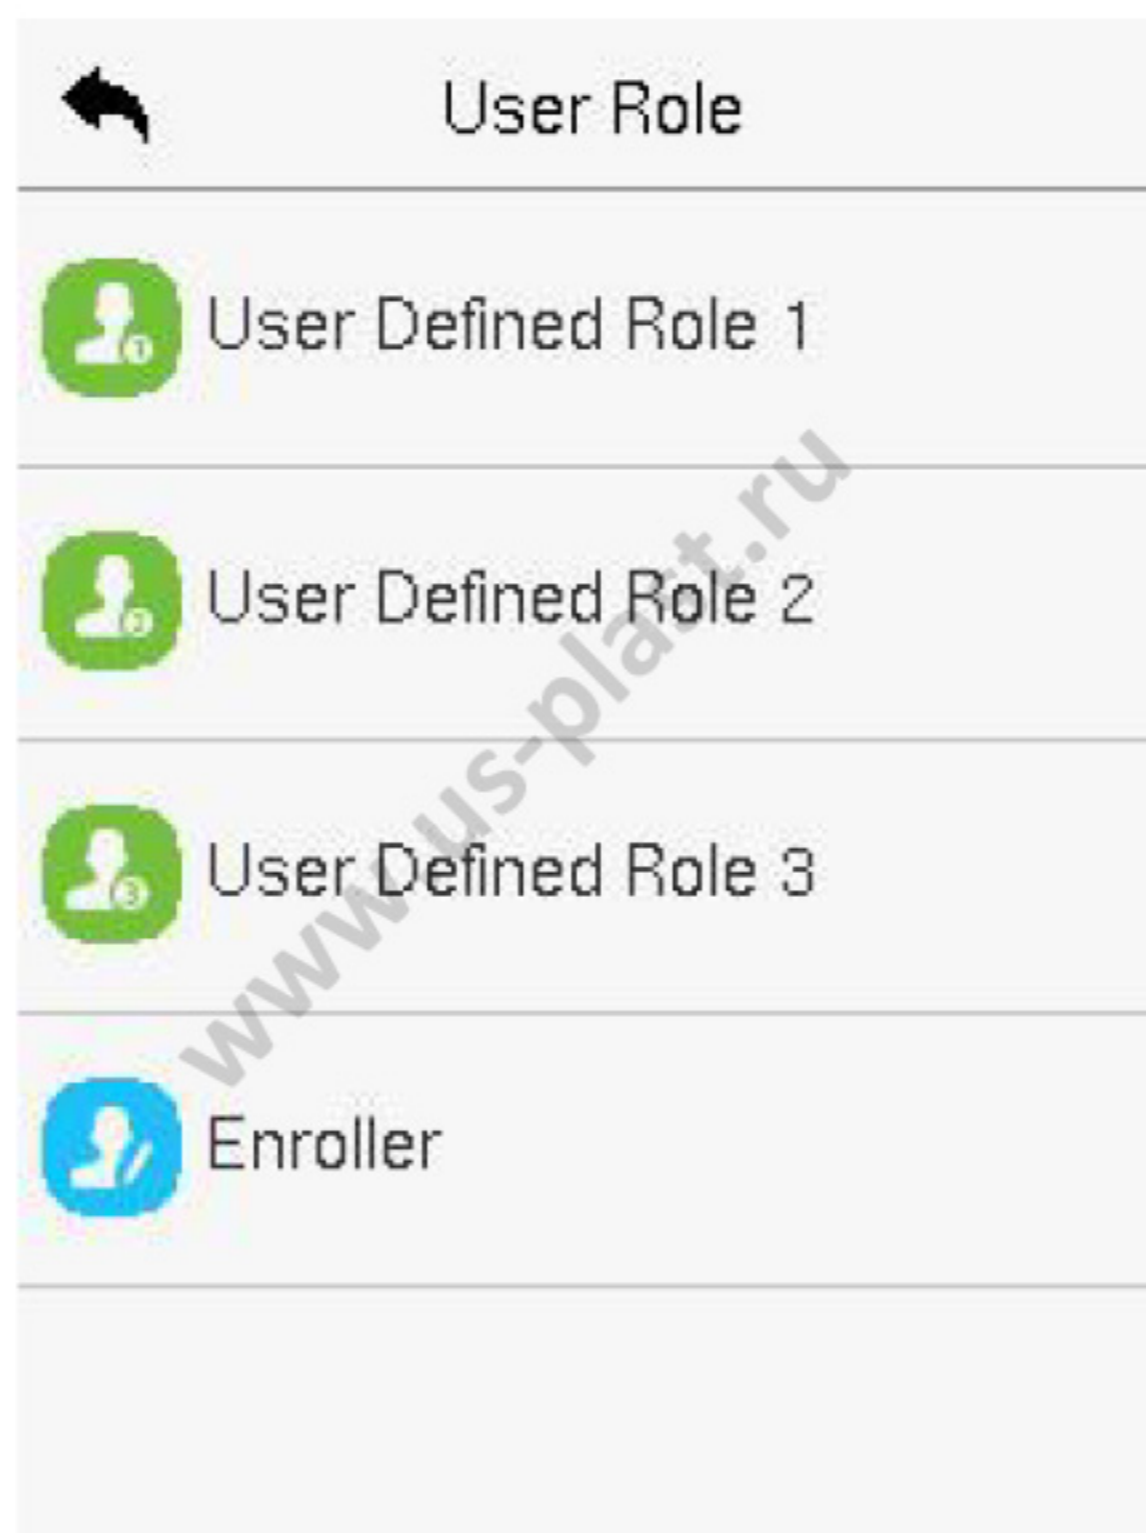 User Role
User Defined Role 1
User Defined Role 2
User Defined Role 3
Enroller
www.us-plast.ru